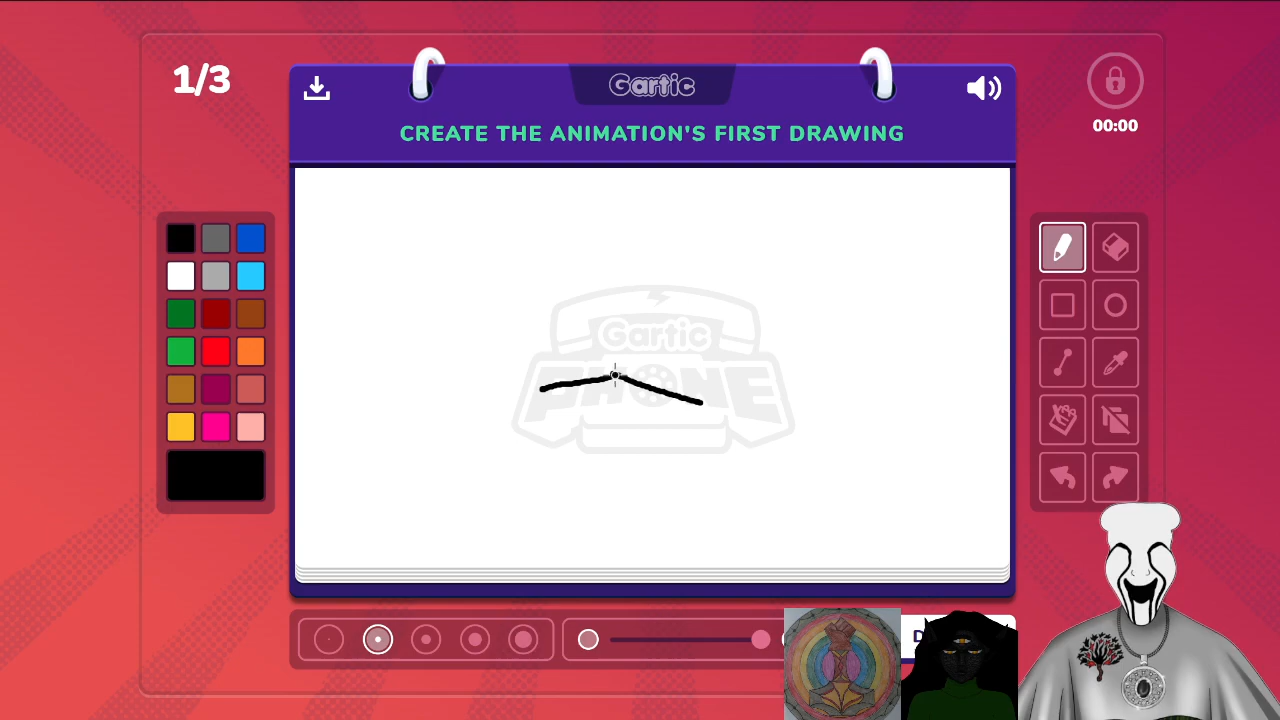 1/3
Gartic
CREATE THE ANIMATION'S FIRST DRAWING
00:00
Gartic
PHONE
D